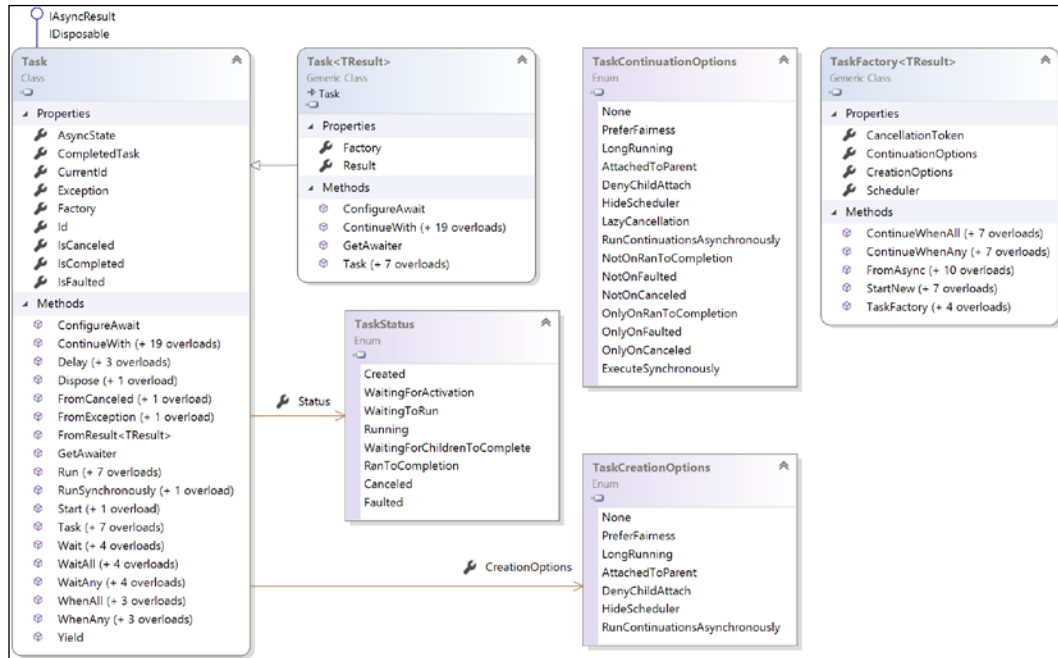 IAsyncResult
IDisposable
Task
Class
Properties
AsyncState
CompletedTask
CurrentId
Exception
Factory
Id
IsCanceled
IsCompleted
IsFaulted
Methods
ConfigureAwait
ContinueWith (+ 19 overloads)
Delay (+ 3 overloads)
Dispose (+ 1 overload)
FromCanceled (+ 1 overload)
FromException (+ 1 overload)
FromResult<TResult>
GetAwaiter
Run (+ 7 overloads)
RunSynchronously (+ 1 overload)
Start (+ 1 overload)
Task (+ 7 overloads)
Wait (+ 4 overloads)
WaitAll (+ 4 overloads)
WaitAny (+ 4 overloads)
WhenAll (+ 3 overloads)
WhenAny (+ 3 overloads)
Yield
Task<TResult>
Generic Class
Task
Properties
Factory
Result
Methods
ConfigureAwait
ContinueWith (+ 19 overloads)
GetAwaiter
Task (+ 7 overloads)
Status
TaskStatus
Enum
Created
WaitingForActivation
WaitingToRun
Running
WaitingForChildrenToComplete
RanToCompletion
Canceled
Faulted
CreationOptions
TaskContinuationOptions
Enum
None
PreferFairness
LongRunning
AttachedToParent
DenyChildAttach
HideScheduler
LazyCancellation
RunContinuationsAsynchronously
NotOnRanToCompletion
NotOnFaulted
NotOnCanceled
OnlyOnRanToCompletion
OnlyOnFaulted
OnlyOnCanceled
ExecuteSynchronously
TaskCreationOptions
Enum
None
PreferFairness
LongRunning
AttachedToParent
DenyChildAttach
HideScheduler
RunContinuationsAsynchronously
TaskFactory<TResult>
Generic Class
Properties
CancellationToken
ContinuationOptions
CreationOptions
Scheduler
Methods
ContinueWhenAll (+ 7 overloads)
ContinueWhenAny (+ 7 overloads)
FromAsync (+ 10 overloads)
StartNew (+ 7 overloads)
TaskFactory (+ 4 overloads)